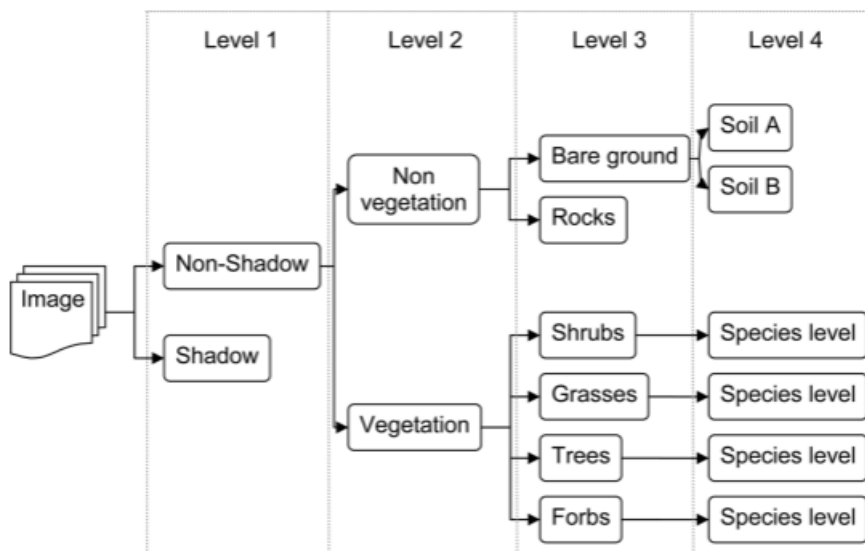 Level 1
Level 2
Level 3
Level 4
Image
Non-Shadow
Shadow
Non
vegetation
Vegetation
Bare ground
Rocks
Shrubs
Grasses
Trees
Forbs
Soil A
Soil B
Species level
Species level
Species level
Species level